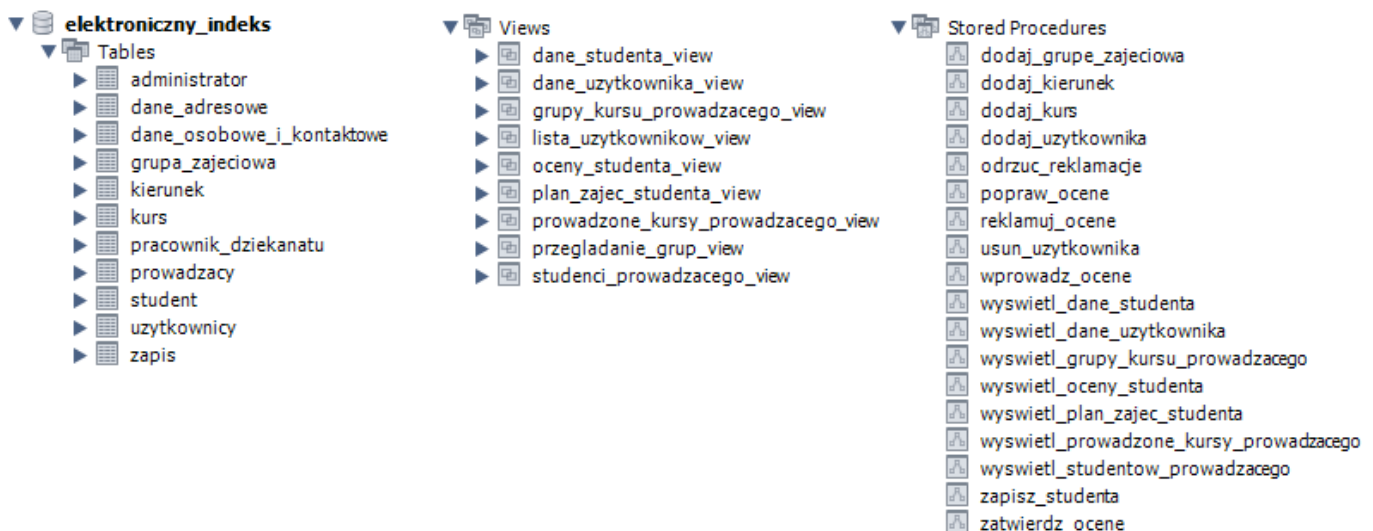 elektroniczny_indeks
Tables
administrator
dane_adresowe
dane_osobowe_i_kontaktowe
grupa_zajeciowa
kierunek
kurs
pracownik_dziekanatu
prowadzacy
student
uzytkownicy
zapis
Views
dane_studenta_view
dane_uzytkownika_view
grupy_kursu_prowadzacego_view
lista_uzytkownikow_view
oceny_studenta_view
plan_zajec_studenta_view
prowadzone_kursy_prowadzacego_view
przegladanie_grup_view
studenci_prowadzacego_view
Stored Procedures
dodaj_grupe_zajeciowa
dodaj_kierunek
dodaj_kurs
dodaj_uzytkownika
odrzuc_reklamacje
popraw_ocene
reklamuj_ocene
usun_uzytkownika
wprowadz_ocene
wyswietl_dane_studenta
wyswietl_dane_uzytkownika
wyswietl_grupy_kursu_prowadzacego
wyswietl_oceny_studenta
wyswietl_plan_zajec_studenta
wyswietl_prowadzone_kursy_prowadzacego
wyswietl_studentow_prowadzacego
zapisz_studenta
zatwierdz_ocene